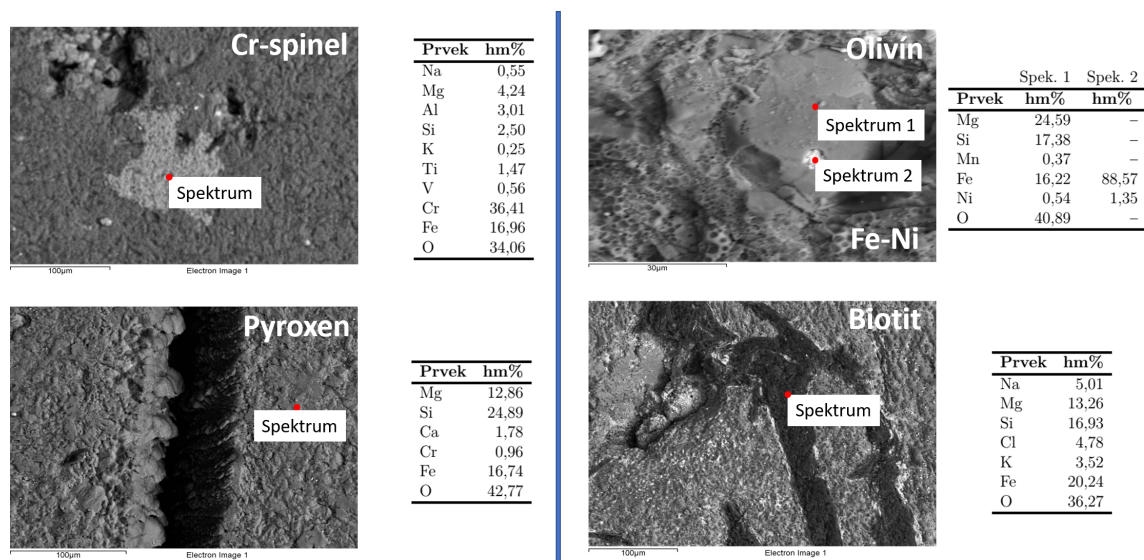 Cr-spinel
Spektrum
100µm
Electron Image 1
Prvek hm%
Na 0,55
Mg 4,24
Al 3,01
Si 2,50
K 0,25
Ti 1,47
V 0,56
Cr 36,41
Fe 16,96
O 34,06
Pyroxen
Spektrum
100µm
Electron Image 1
Prvek hm%
Mg 12,86
Si 24,89
Ca 1,78
Cr 0,96
Fe 16,74
O 42,77
Olivín
Spektrum 1
Spektrum 2
Fe-Ni
30µm
Electron Image 1
Spek. 1 Spek. 2
Prvek hm% hm%
Mg 24,59 –
Si 17,38 –
Mn 0,37 –
Fe 16,22 88,57
Ni 0,54 1,35
O 40,89 –
Biotit
Spektrum
100µm
Electron Image 1
Prvek hm%
Na 5,01
Mg 13,26
Si 16,93
Cl 4,78
K 3,52
Fe 20,24
O 36,27